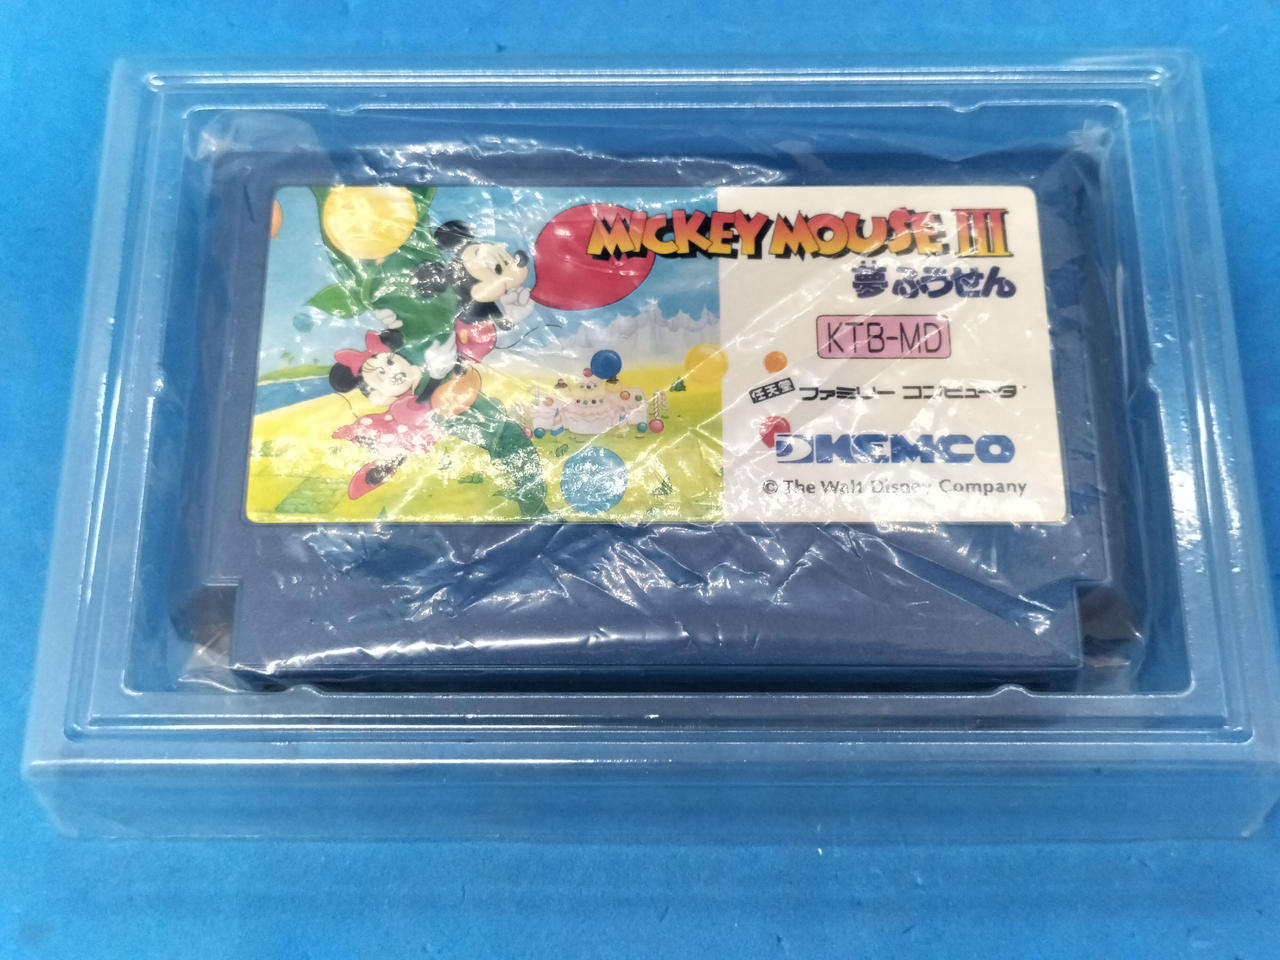 MICKEY MOUSE III
夢ふうせん
KTB-MD
任天堂 ファミリー コンピュータ
KEMCO
© The Walt Disney Company